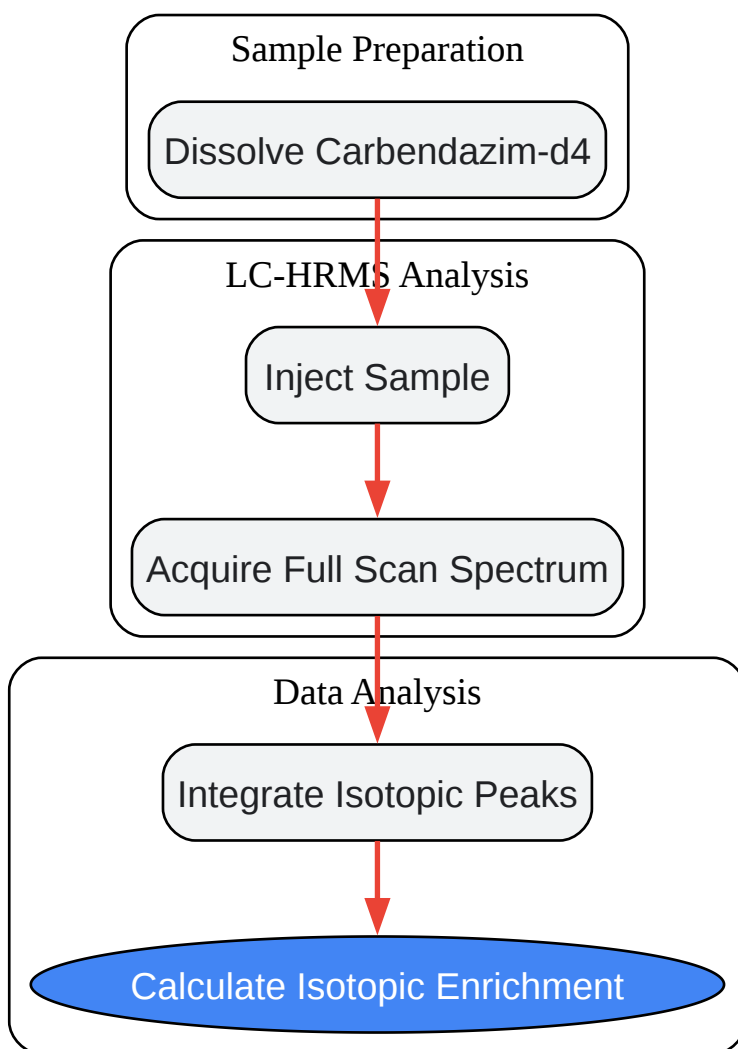 Sample Preparation
Dissolve Carbendazim-d4
LC-HRMS Analysis
Inject Sample
Acquire Full Scan Spectrum
Data Analysis
Integrate Isotopic Peaks
Calculate Isotopic Enrichment